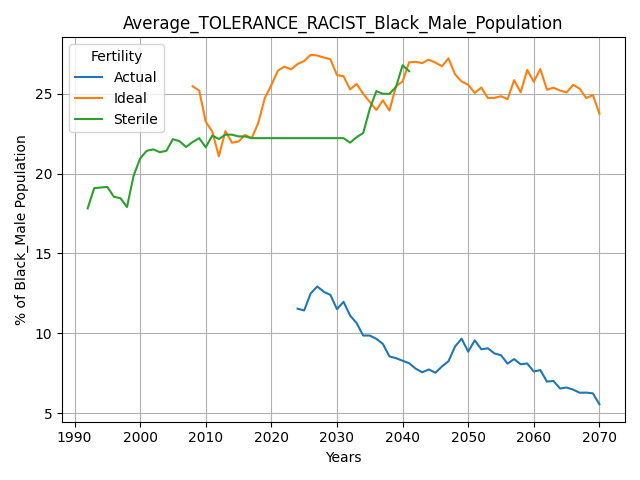 Average_TOLERANCE_RACIST_Black_Male_Population
Fertility
Actual
Ideal
Sterile
% of Black_Male Population
25
20
15
10
5
1990 2000 2010 2020 2030 2040 2050 2060 2070
Years